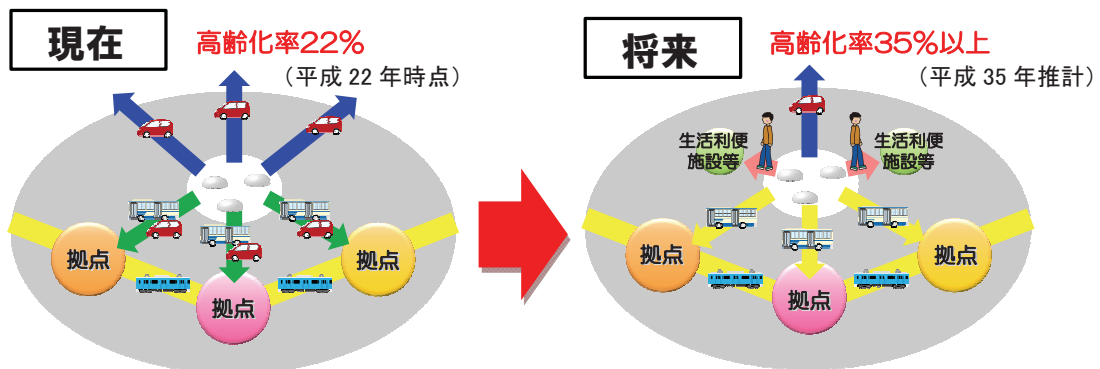 現在
高齢化率22%
（平成 22 年時点）
拠点
拠点
拠点
将来
高齢化率35%以上
（平成 35 年推計）
生活利便
施設等
生活利便
施設等
拠点
拠点
拠点